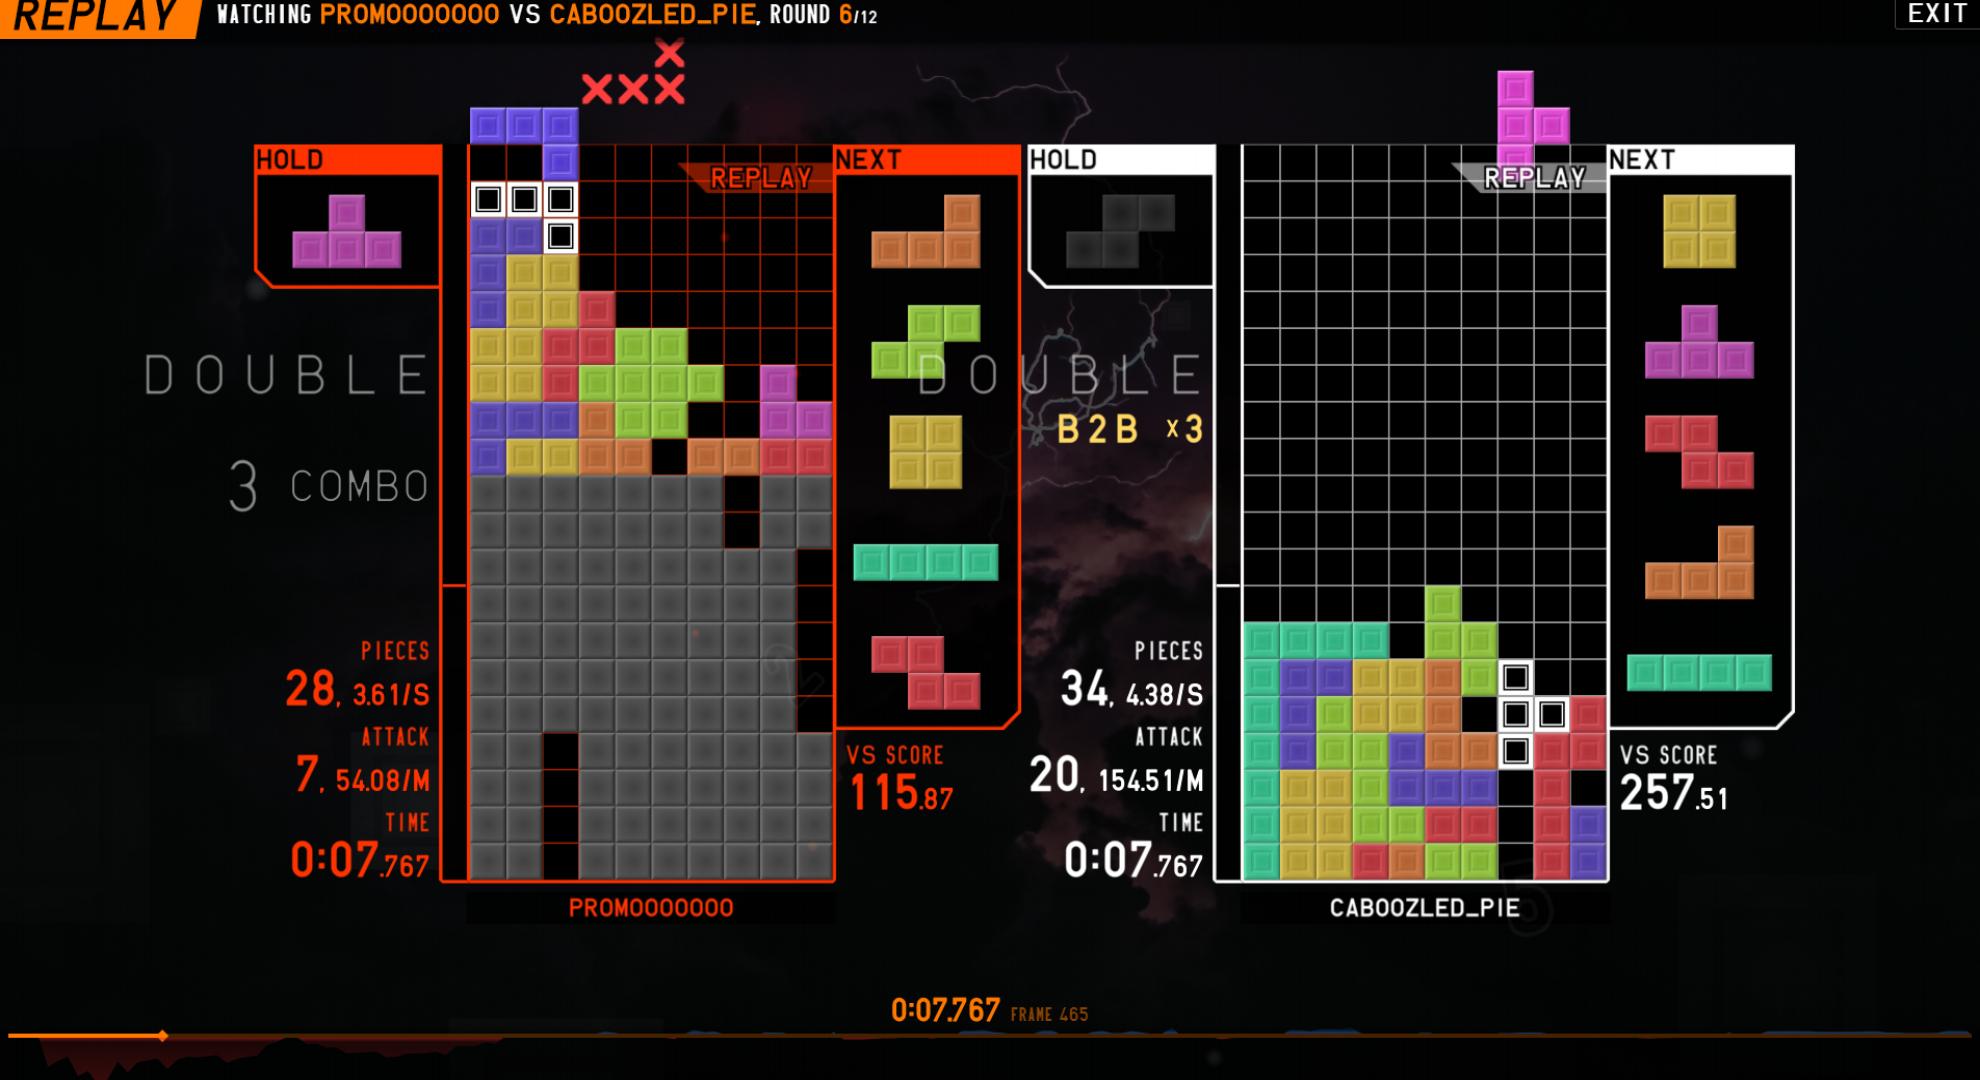 REPLAY WATCHING PROMOOOOOOO VS CABOOZLED_PIE, ROUND 6/12 EXIT
HOLD
REPLAY
NEXT
DOUBLE
3 COMBO
PIECES
28, 3.61/S
ATTACK
7, 54.08/M
TIME
0:07.767
VS SCORE
115.87
PROMOOOOOOO
HOLD
REPLAY
NEXT
DOUBLE
B2B x3
PIECES
34, 4.38/S
ATTACK
20, 154.51/M
TIME
0:07.767
VS SCORE
257.51
CABOOZLED_PIE
0:07.767 FRAME 465